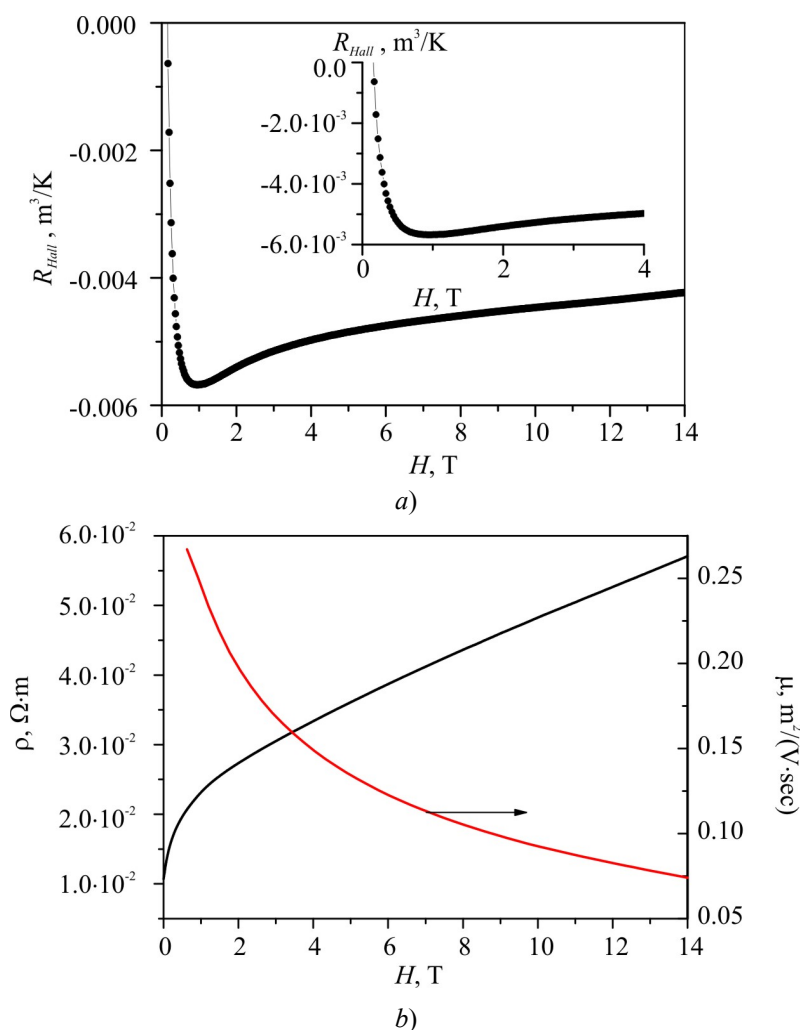 R_Hall , m³/K
0.000
-0.002
-0.004
-0.006
0 2 4 6 8 10 12 14
H, T
R_Hall , m³/K
0.0
-2.0·10⁻³
-4.0·10⁻³
-6.0·10⁻³
0 2 4
H, T
a)
ρ, Ω·m
6.0·10⁻²
5.0·10⁻²
4.0·10⁻²
3.0·10⁻²
2.0·10⁻²
1.0·10⁻²
0 2 4 6 8 10 12 14
H, T
0.25
0.20
0.15
0.10
0.05
μ, m²/(V·sec)
b)